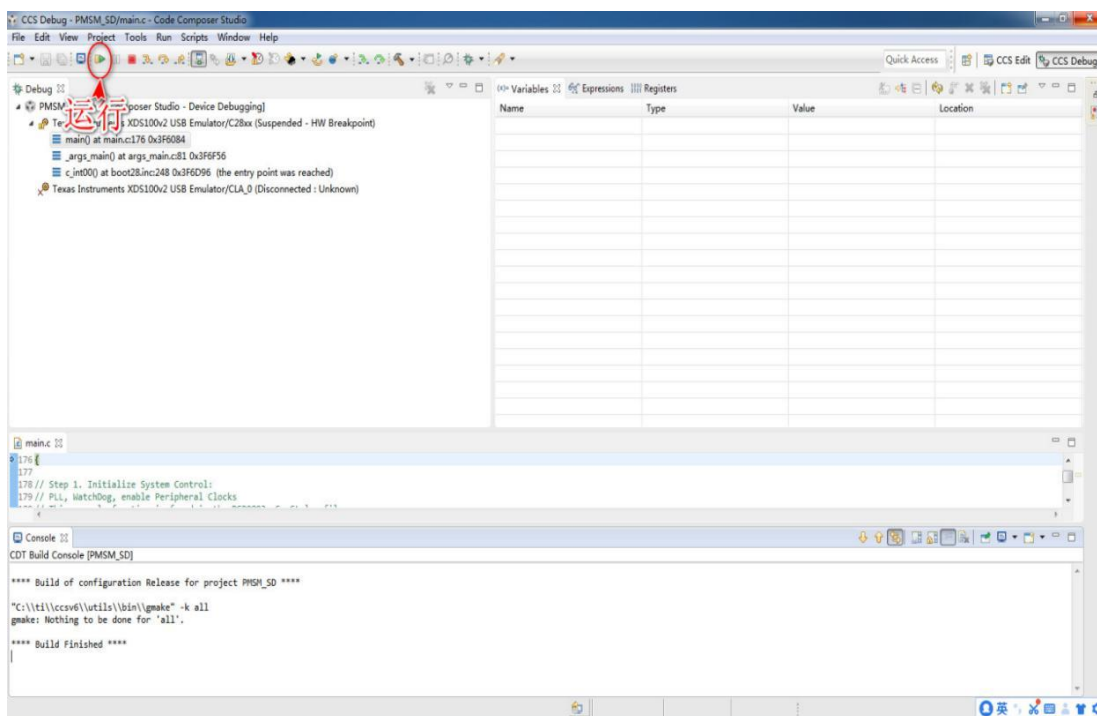 CCS Debug - PMSM_SD/main.c - Code Composer Studio
File Edit View Project Tools Run Scripts Window Help
Quick Access CCS Edit CCS Debug
Debug
运行
PMSM poser Studio - Device Debugging]
Te XDS100v2 USB Emulator/C28xx (Suspended - HW Breakpoint)
main() at main.c:176 0x3F6084
_args_main() at args_main.c:81 0x3F6F56
c_int00() at boot28.inc:248 0x3F6D96 (the entry point was reached)
Texas Instruments XDS100v2 USB Emulator/CLA_0 (Disconnected : Unknown)
(x)= Variables Expressions Registers
Name Type Value Location
main.c
176 {
177
178 // Step 1. Initialize System Control:
179 // PLL, WatchDog, enable Peripheral Clocks
Console
CDT Build Console [PMSM_SD]
**** Build of configuration Release for project PMSM_SD ****
"C:\\ti\\ccsv6\\utils\\bin\\gmake" -k all
gmake: Nothing to be done for 'all'.
**** Build Finished ****
英